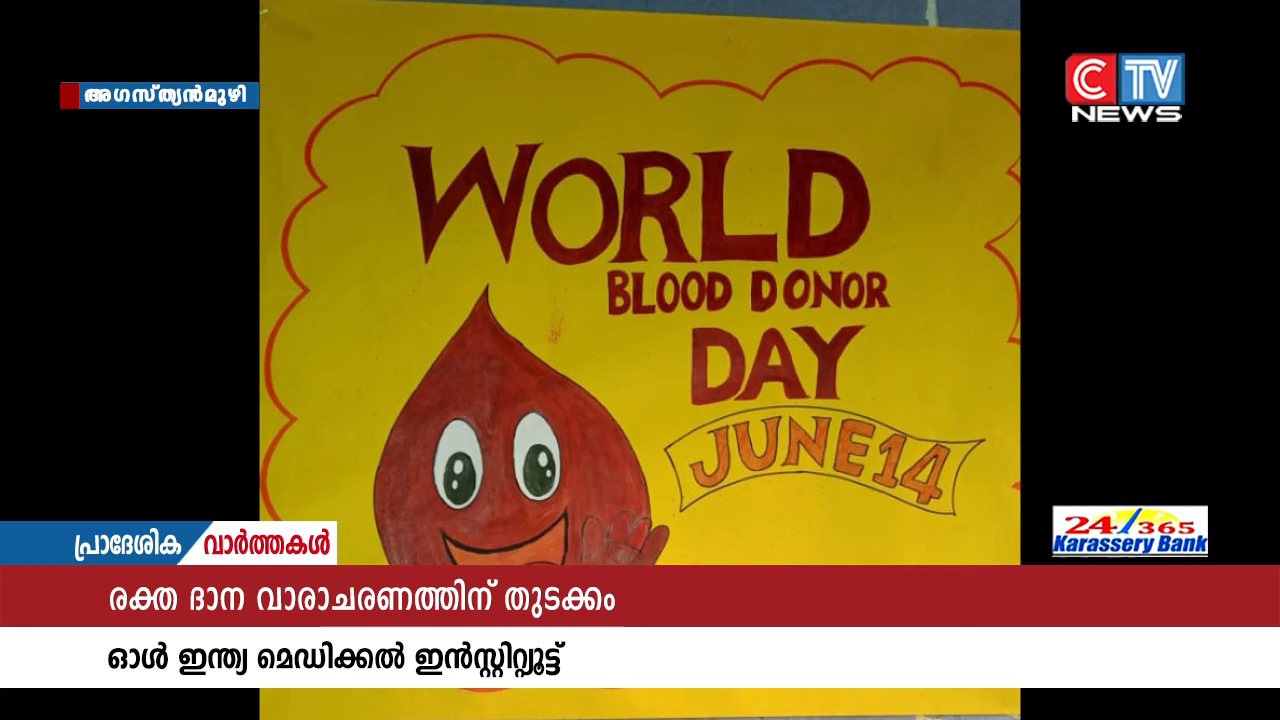 അഗസ്ത്യൻമുഴി
CTV
NEWS
WORLD
BLOOD DONOR
DAY
JUNE 14
24/365
Karassery Bank
പ്രാദേശിക വാർത്തകൾ
രക്ത ദാന വാരാചരണത്തിന് തുടക്കം
ഓൾ ഇന്ത്യ മെഡിക്കൽ ഇൻസ്റ്റിറ്റ്യൂട്ട്